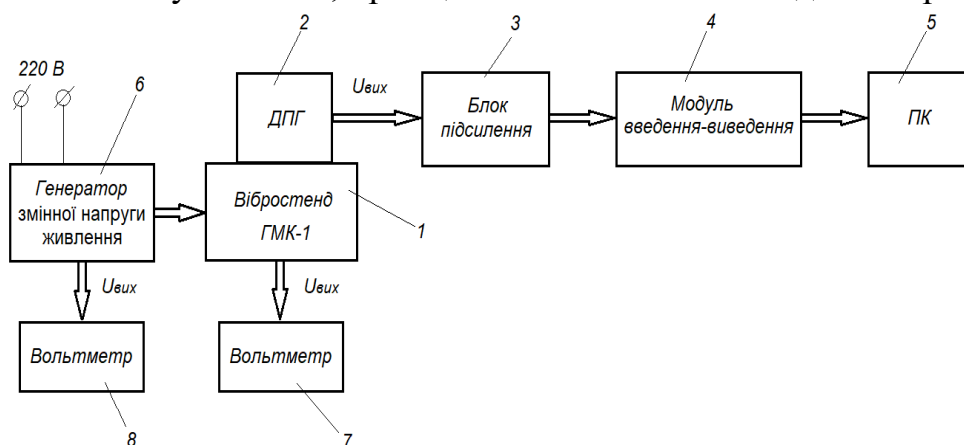 2
3
4
5
220 В
6
Uвих
ДПГ
Блок
підсилення
Модуль
введення-виведення
ПК
Генератор
змінної напруги
живлення
Вібростенд
ГМК-1
1
Uвих
Uвих
Вольтметр
Вольтметр
8
7